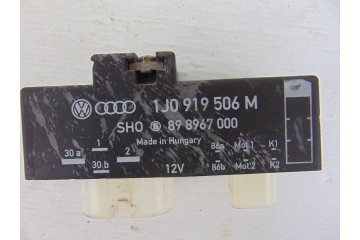 1J0 919 506 M
SHO 89 8967 000
Made in Hungary
1
30 a 2
30 b
12V
86a Mot.1 K1
86b Mot.2 K2